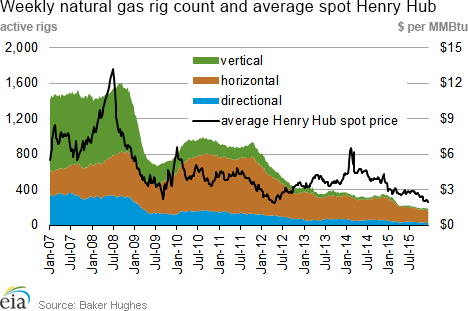 Weekly natural gas rig count and average spot Henry Hub
active rigs $ per MMBtu
2,000 $15
1,600 $12
1,200 $9
800 $6
400 $3
0 $0
vertical
horizontal
directional
average Henry Hub spot price
Jan-07 Jul-07 Jan-08 Jul-08 Jan-09 Jul-09 Jan-10 Jul-10 Jan-11 Jul-11 Jan-12 Jul-12 Jan-13 Jul-13 Jan-14 Jul-14 Jan-15 Jul-15
eia Source: Baker Hughes